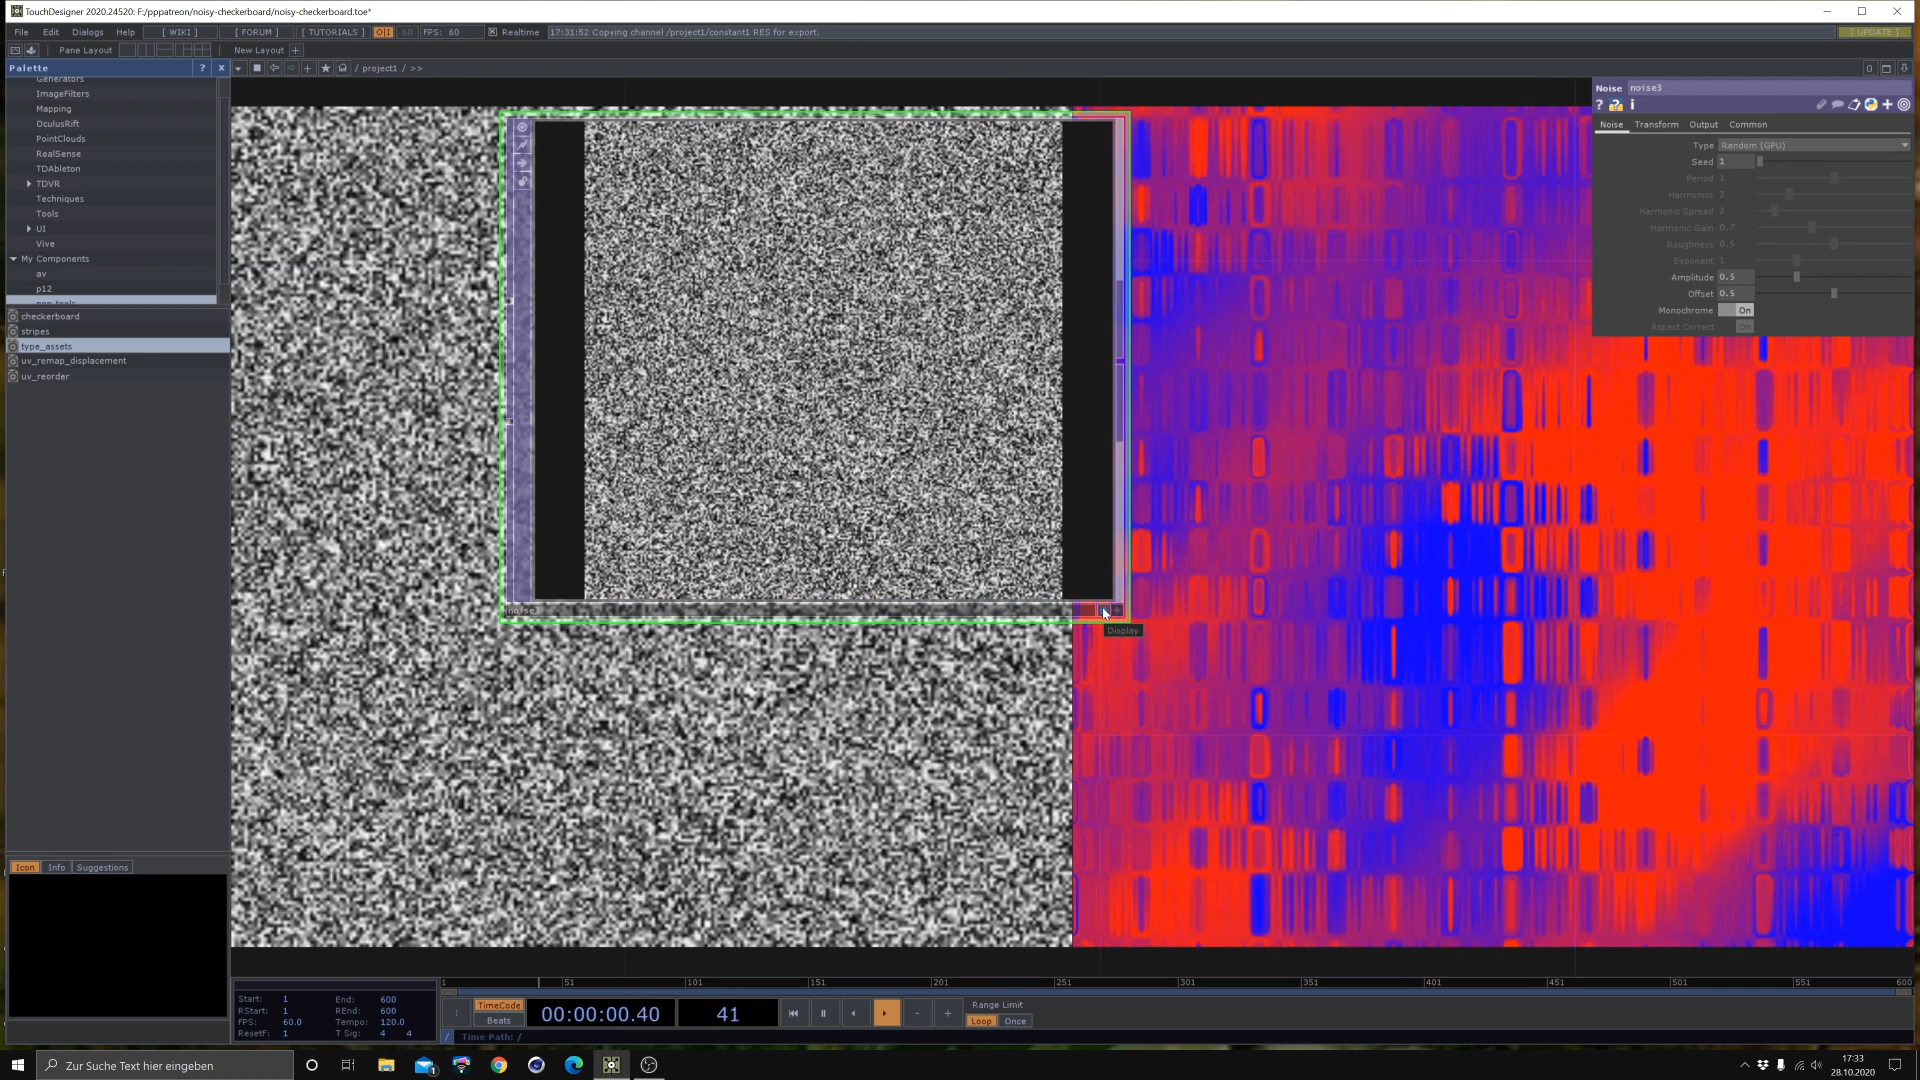 TouchDesigner 2020.24520: F:/pppatreon/noisy-checkerboard/noisy-checkerboard.toe*
File Edit Dialogs Help [ WIKI ] [ FORUM ] [ TUTORIALS ] O|I 60 FPS: 60 Realtime 17:31:52 Copying channel /project1/constant1 RES for export. [ UPDATE ]
Pane Layout New Layout +
Palette ? x / project1 / >> 0
Generators
ImageFilters
Mapping
OculusRift
PointClouds
RealSense
TDAbleton
TDVR
Techniques
Tools
UI
Vive
My Components
av
p12
checkerboard
stripes
type_assets
uv_remap_displacement
uv_reorder
Icon Info Suggestions
noise3
Display
Noise noise3
Noise Transform Output Common
Type Random (GPU)
Seed 1
Period 1
Harmonics 2
Harmonic Spread 2
Harmonic Gain 0.7
Roughness 0.5
Exponent 1
Amplitude 0.5
Offset 0.5
Monochrome On
Aspect Correct On
1 51 101 151 201 251 301 351 401 451 501 551 600
Start: 1 End: 600
RStart: 1 REnd: 600
FPS: 60.0 Tempo: 120.0
ResetF: 1 T Sig: 4 4
TimeCode
Beats
00:00:00.40
41
Range Limit
Loop Once
/ Time Path: /
Zur Suche Text hier eingeben
17:33
28.10.2020